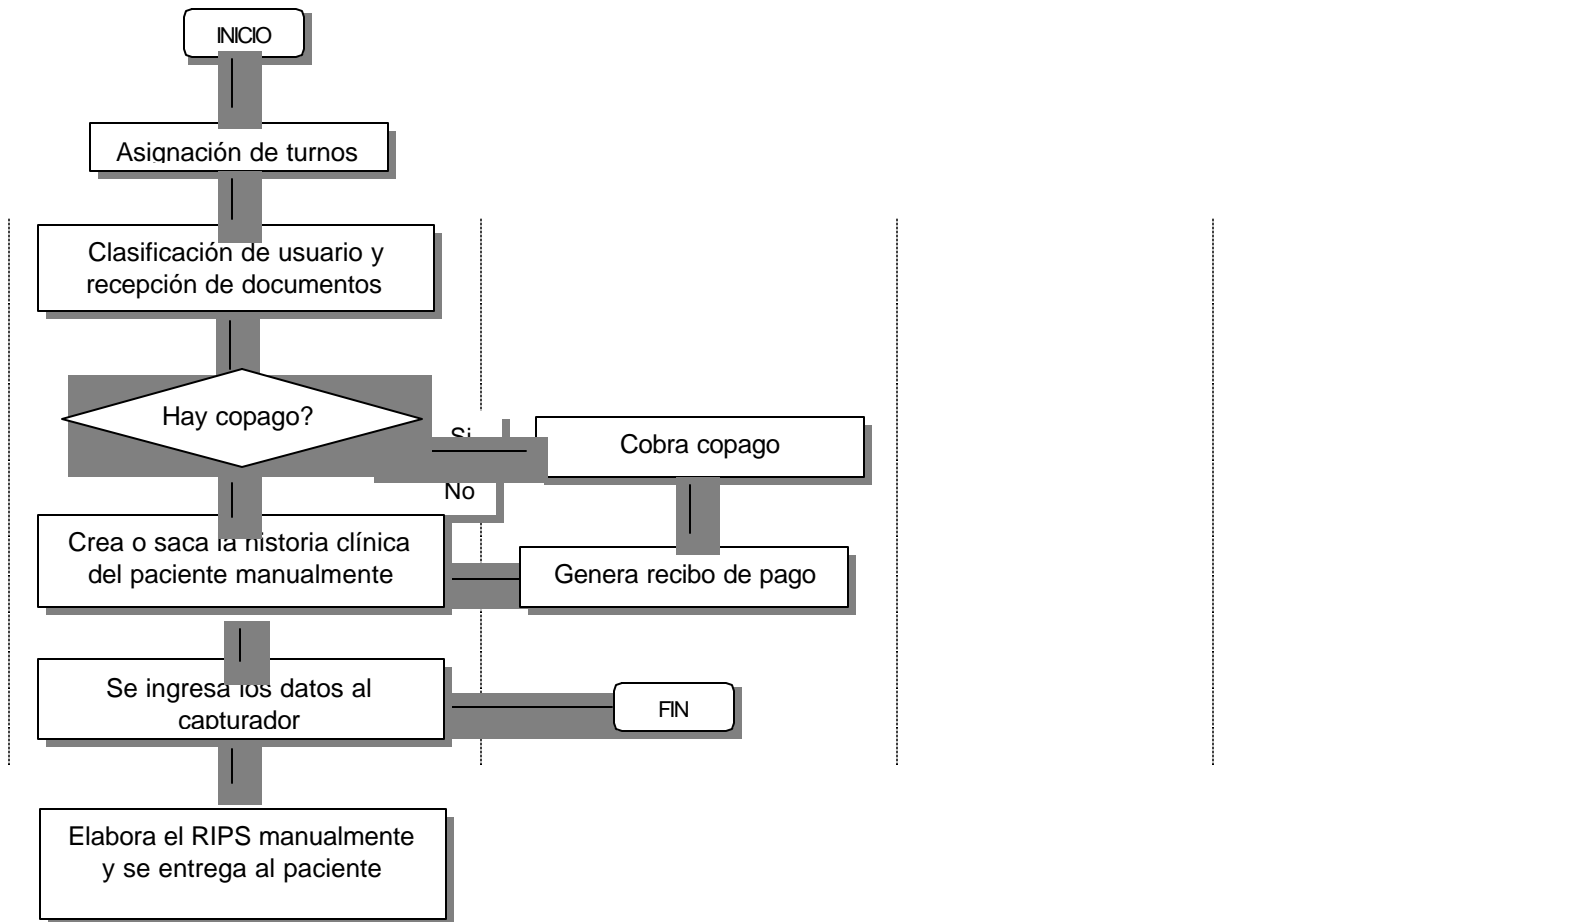 INICIO
Asignación de turnos
Clasificación de usuario y
recepción de documentos
Hay copago?
Si
Cobra copago
No
Crea o saca la historia clínica
del paciente manualmente
Genera recibo de pago
Se ingresa los datos al
capturador
FIN
Elabora el RIPS manualmente
y se entrega al paciente